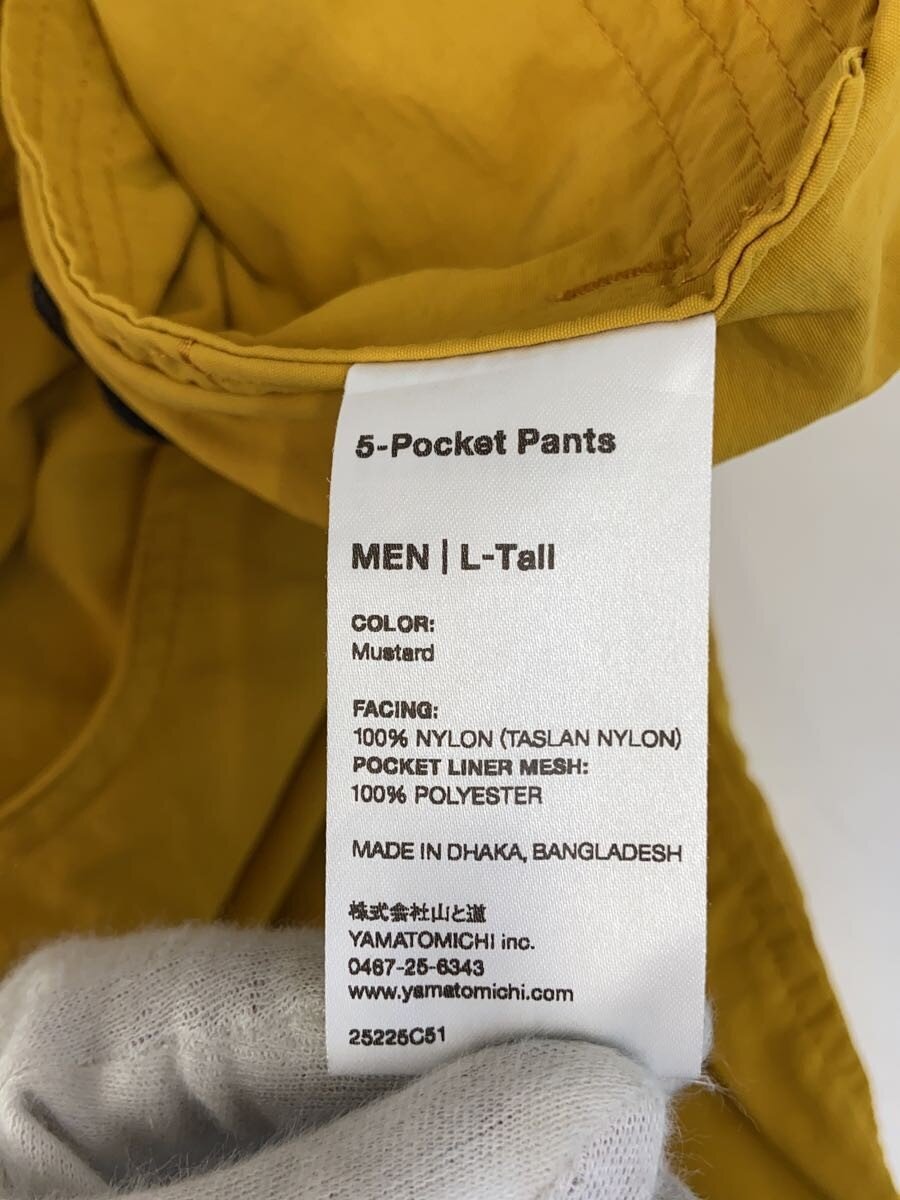 5-Pocket Pants
MEN | L-Tall
COLOR:
Mustard
FACING:
100% NYLON (TASLAN NYLON)
POCKET LINER MESH:
100% POLYESTER
MADE IN DHAKA, BANGLADESH
株式会社山と道
YAMATOMICHI inc.
0467-25-6343
www.yamatomichi.com
25225C51